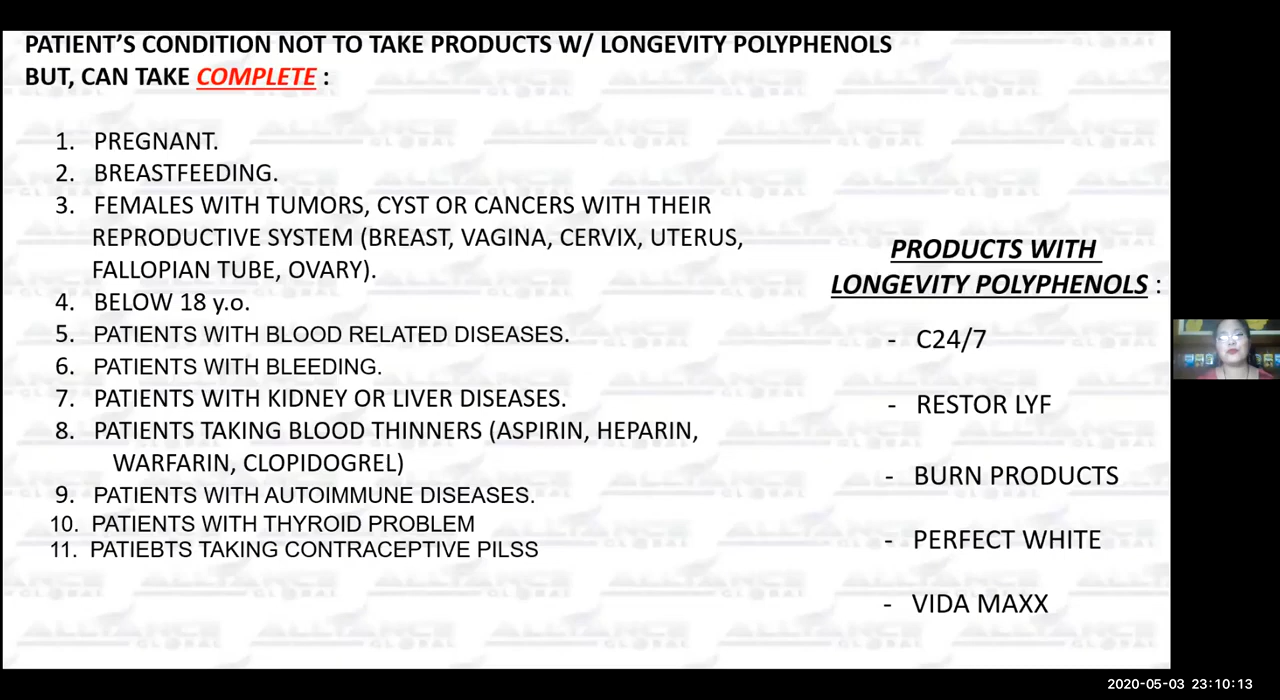 PATIENT'S CONDITION NOT TO TAKE PRODUCTS W/ LONGEVITY POLYPHENOLS
BUT, CAN TAKE COMPLETE :
1. PREGNANT.
2. BREASTFEEDING.
3. FEMALES WITH TUMORS, CYST OR CANCERS WITH THEIR
REPRODUCTIVE SYSTEM (BREAST, VAGINA, CERVIX, UTERUS,
FALLOPIAN TUBE, OVARY).
4. BELOW 18 y.o.
5. PATIENTS WITH BLOOD RELATED DISEASES.
6. PATIENTS WITH BLEEDING.
7. PATIENTS WITH KIDNEY OR LIVER DISEASES.
8. PATIENTS TAKING BLOOD THINNERS (ASPIRIN, HEPARIN,
WARFARIN, CLOPIDOGREL)
9. PATIENTS WITH AUTOIMMUNE DISEASES.
10. PATIENTS WITH THYROID PROBLEM
11. PATIEBTS TAKING CONTRACEPTIVE PILSS
PRODUCTS WITH
LONGEVITY POLYPHENOLS :
- C24/7
- RESTOR LYF
- BURN PRODUCTS
- PERFECT WHITE
- VIDA MAXX
ALLIANCE
GLOBAL
2020-05-03 23:10:13